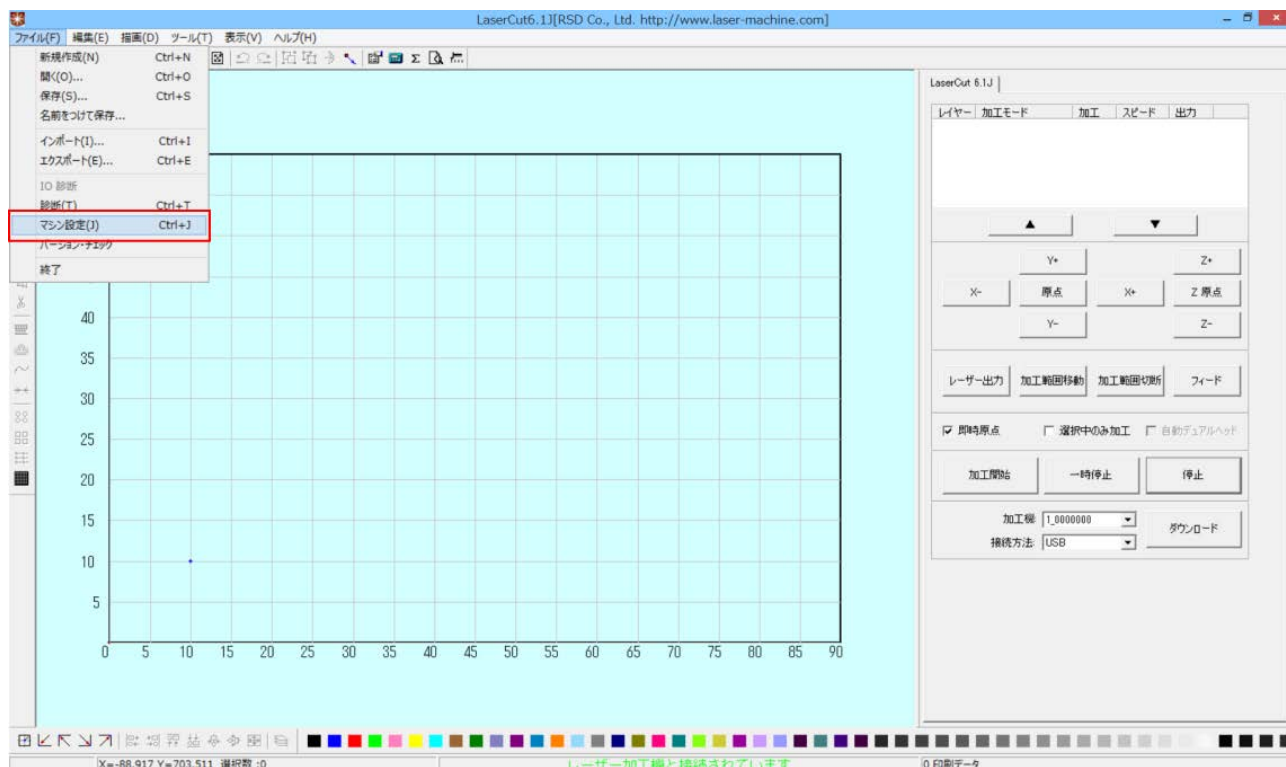 LaserCut6.1J[RSD Co., Ltd. http://www.laser-machine.com]
ファイル(F) 編集(E) 描画(D) ツール(T) 表示(V) ヘルプ(H)
新規作成(N) Ctrl+N
開く(O)... Ctrl+O
保存(S)... Ctrl+S
名前をつけて保存...
インポート(I)... Ctrl+I
エクスポート(E)... Ctrl+E
IO 診断
診断(T) Ctrl+T
マシン設定(J) Ctrl+J
バージョン・チェック
終了
40
35
30
25
20
15
10
5
0 5 10 15 20 25 30 35 40 45 50 55 60 65 70 75 80 85 90
LaserCut 6.1J
レイヤー 加工モード 加工 スピード 出力
▲ ▼
Y+ Z+
X- 原点 X+ Z 原点
Y- Z-
レーザー出力 加工範囲移動 加工範囲切断 フィード
即時原点 選択中のみ加工 自動デュアルヘッド
加工開始 一時停止 停止
加工機: 1_0000000 ダウンロード
接続方法: USB
X=-88.917 Y=703.511 選択数 :0 レーザー加工機と接続されています 0 印刷データ